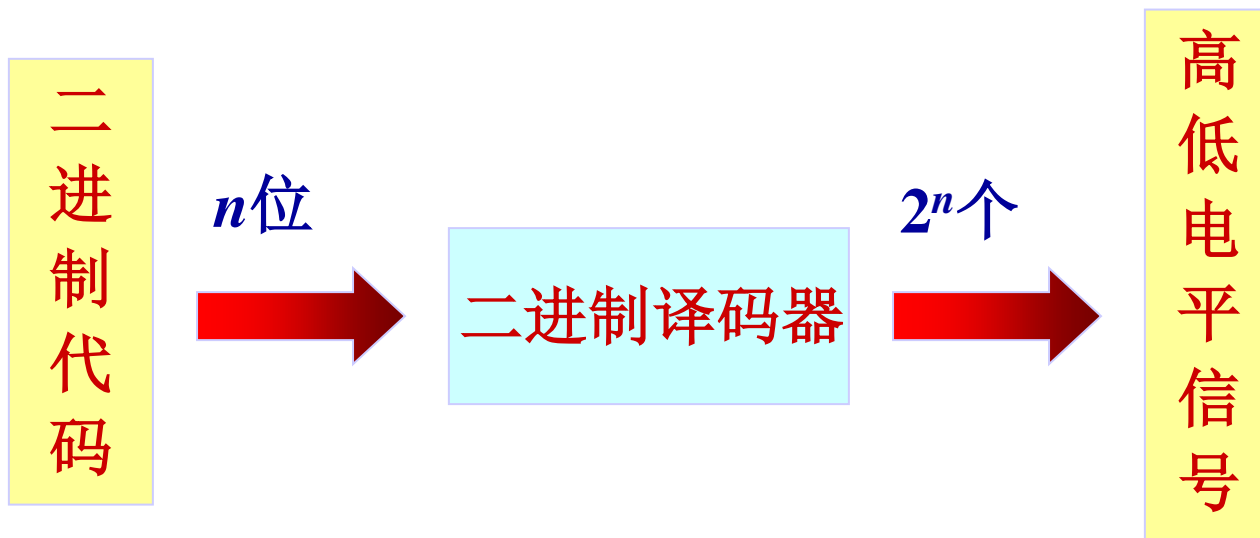 二进制代码
n位
二进制译码器
2ⁿ个
高低电平信号